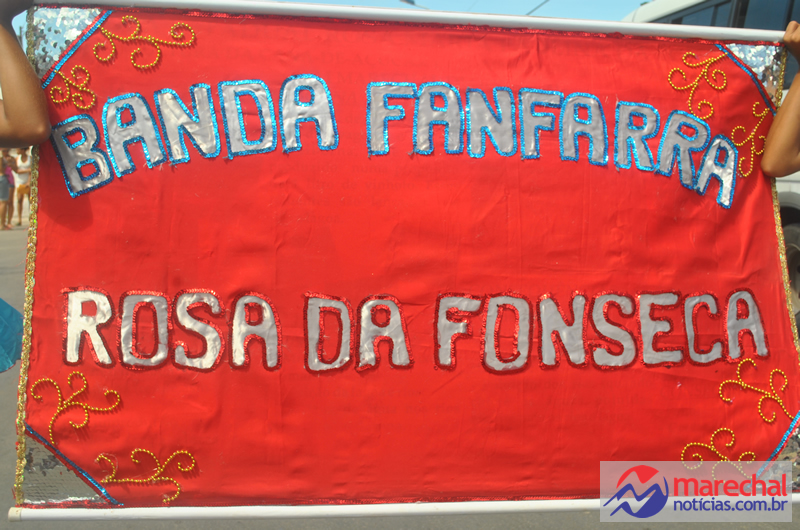 BANDA FANFARRA
ROSA DA FONSECA
marechal
notícias.com.br